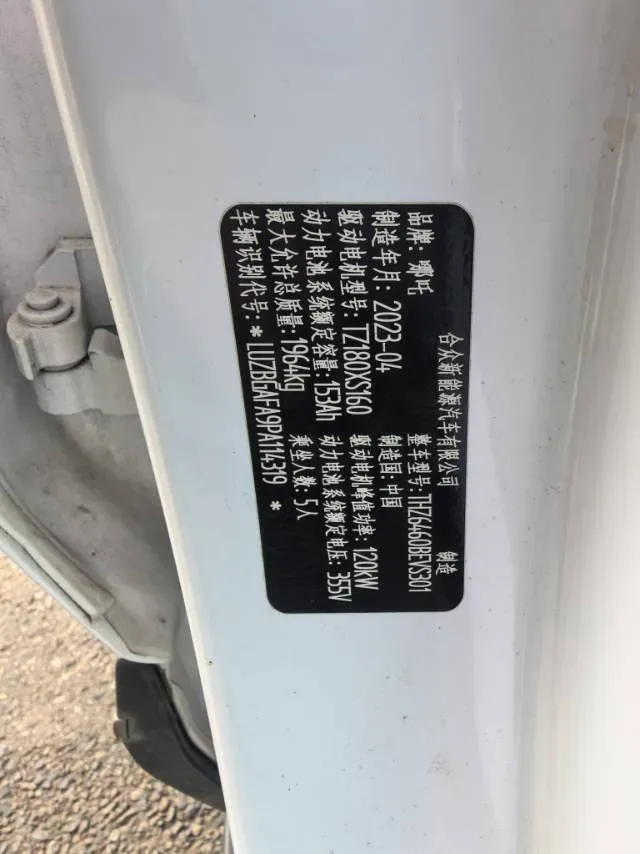 合众新能源汽车有限公司 制造
品牌：哪吒 整车型号：THZ6460BEVS301
制造年月：2023-04 制造国：中国
驱动电机型号：TZ180XS160 驱动电机峰值功率：120kW
动力电池系统额定容量：153Ah 动力电池系统额定电压：355V
最大允许总质量：1964kg 乘坐人数：5人
车辆识别代号：* LUZBGAFA9PA114319 *